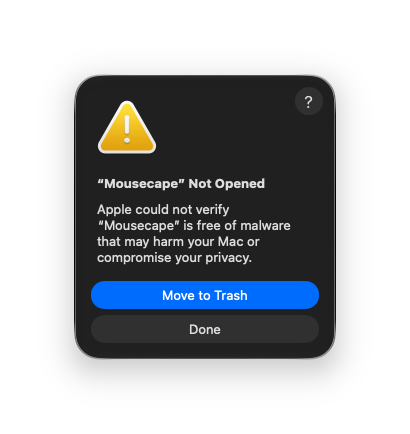 ?
“Mousecape” Not Opened
Apple could not verify
“Mousecape” is free of malware
that may harm your Mac or
compromise your privacy.
Move to Trash
Done